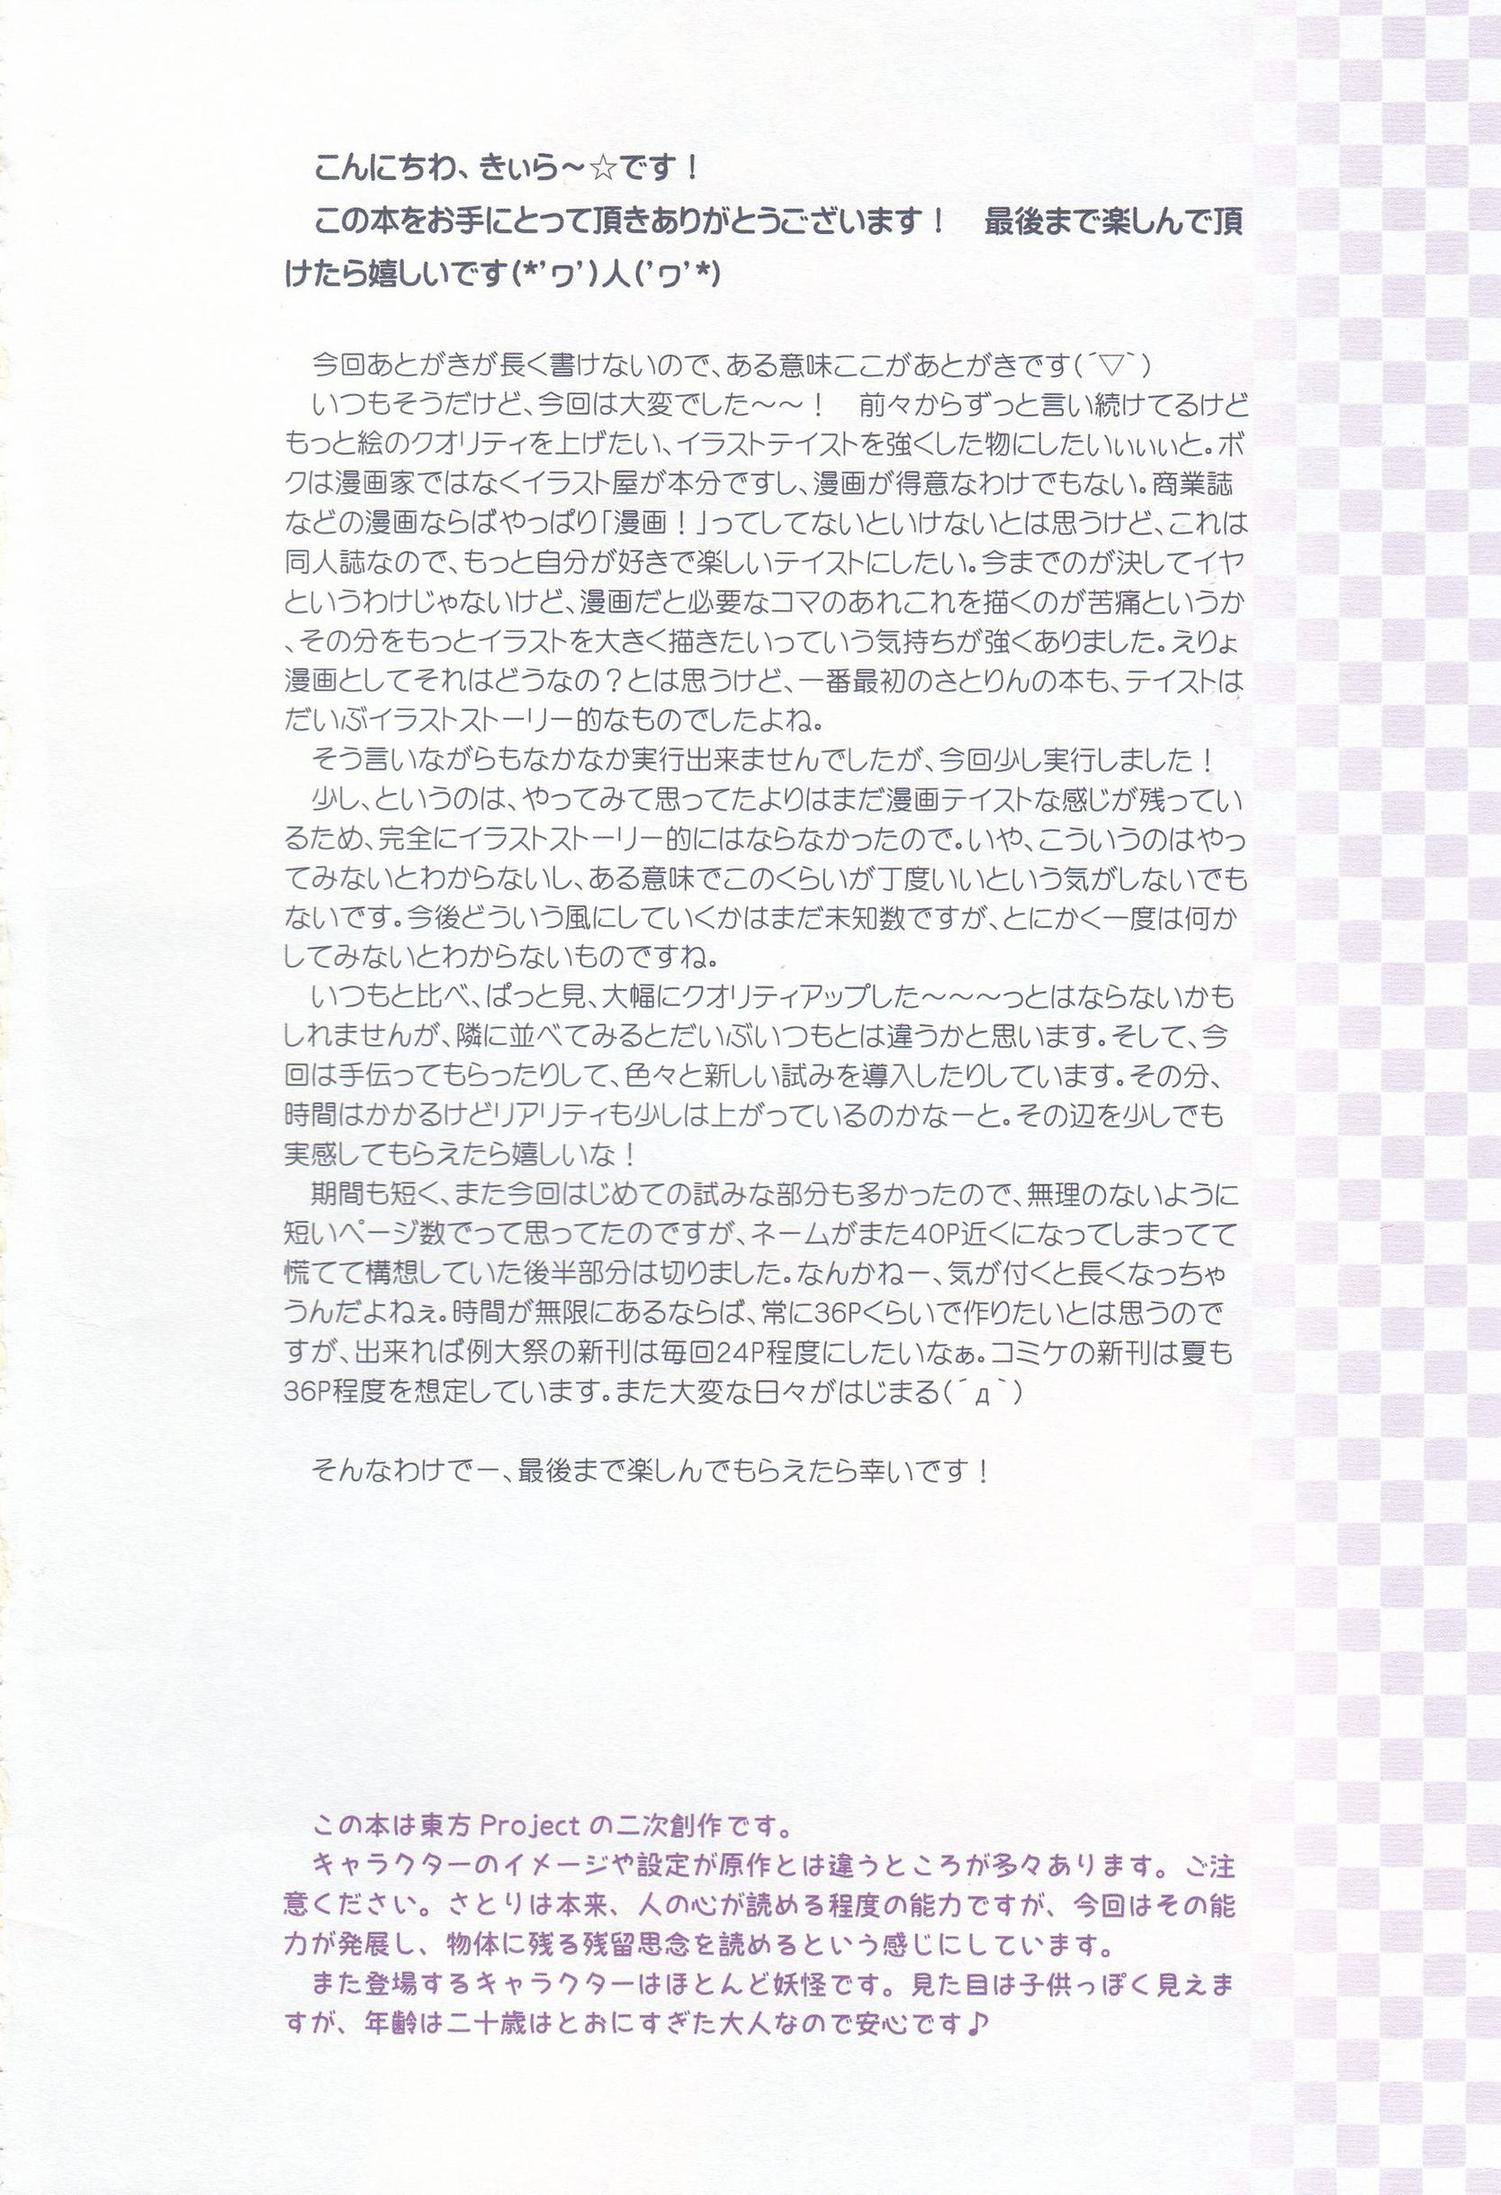 こんにちわ、きぃら～☆です！
この本をお手にとって頂きありがとうございます！　最後まで楽しんで頂
けたら嬉しいです(*'ヮ')人('ヮ'*)
今回あとがきが長く書けないので、ある意味ここがあとがきです(´▽｀)
いつもそうだけど、今回は大変でした～～！　前々からずっと言い続けてるけど
もっと絵のクオリティを上げたい、イラストテイストを強くした物にしたいぃぃぃと。ボ
クは漫画家ではなくイラスト屋が本分ですし、漫画が得意なわけでもない。商業誌
などの漫画ならばやっぱり「漫画！」ってしてないといけないとは思うけど、これは
同人誌なので、もっと自分が好きで楽しいテイストにしたい。今までのが決してイヤ
というわけじゃないけど、漫画だと必要なコマのあれこれを描くのが苦痛というか
、その分をもっとイラストを大きく描きたいっていう気持ちが強くありました。えりょ
漫画としてそれはどうなの？とは思うけど、一番最初のさとりんの本も、テイストは
だいぶイラストストーリー的なものでしたよね。
そう言いながらもなかなか実行出来ませんでしたが、今回少し実行しました！
少し、というのは、やってみて思ってたよりはまだ漫画テイストな感じが残ってい
るため、完全にイラストストーリー的にはならなかったので。いや、こういうのはやっ
てみないとわからないし、ある意味でこのくらいが丁度いいという気がしないでも
ないです。今後どういう風にしていくかはまだ未知数ですが、とにかく一度は何か
してみないとわからないものですね。
いつもと比べ、ぱっと見、大幅にクオリティアップした～～～っとはならないかも
しれませんが、隣に並べてみるとだいぶいつもとは違うかと思います。そして、今
回は手伝ってもらったりして、色々と新しい試みを導入したりしています。その分、
時間はかかるけどリアリティも少しは上がっているのかなーと。その辺を少しでも
実感してもらえたら嬉しいな！
期間も短く、また今回はじめての試みな部分も多かったので、無理のないように
短いページ数でって思ってたのですが、ネームがまた40P近くになってしまってて
慌てて構想していた後半部分は切りました。なんかねー、気が付くと長くなっちゃ
うんだよねぇ。時間が無限にあるならば、常に36Pくらいで作りたいとは思うので
すが、出来れば例大祭の新刊は毎回24P程度にしたいなぁ。コミケの新刊は夏も
36P程度を想定しています。また大変な日々がはじまる(´д｀)
そんなわけでー、最後まで楽しんでもらえたら幸いです！
この本は東方 Project の二次創作です。
キャラクターのイメージや設定が原作とは違うところが多々あります。ご注
意ください。さとりは本来、人の心が読める程度の能力ですが、今回はその能
力が発展し、物体に残る残留思念を読めるという感じにしています。
また登場するキャラクターはほとんど妖怪です。見た目は子供っぽく見えま
すが、年齢は二十歳はとおにすぎた大人なので安心です♪